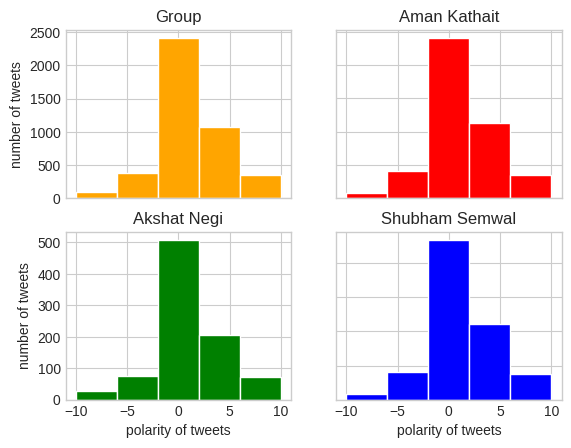 Group
Aman Kathait
2500
2000
1500
1000
500
0
number of tweets
Akshat Negi
Shubham Semwal
500
400
300
200
100
0
number of tweets
−10 −5 0 5 10
polarity of tweets
−10 −5 0 5 10
polarity of tweets